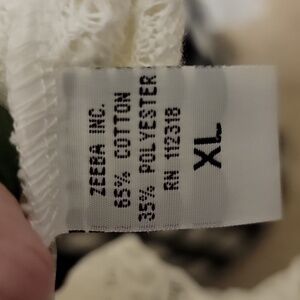 ZEEBA INC.
65% COTTON
35% POLYESTER
RN 112318
XL